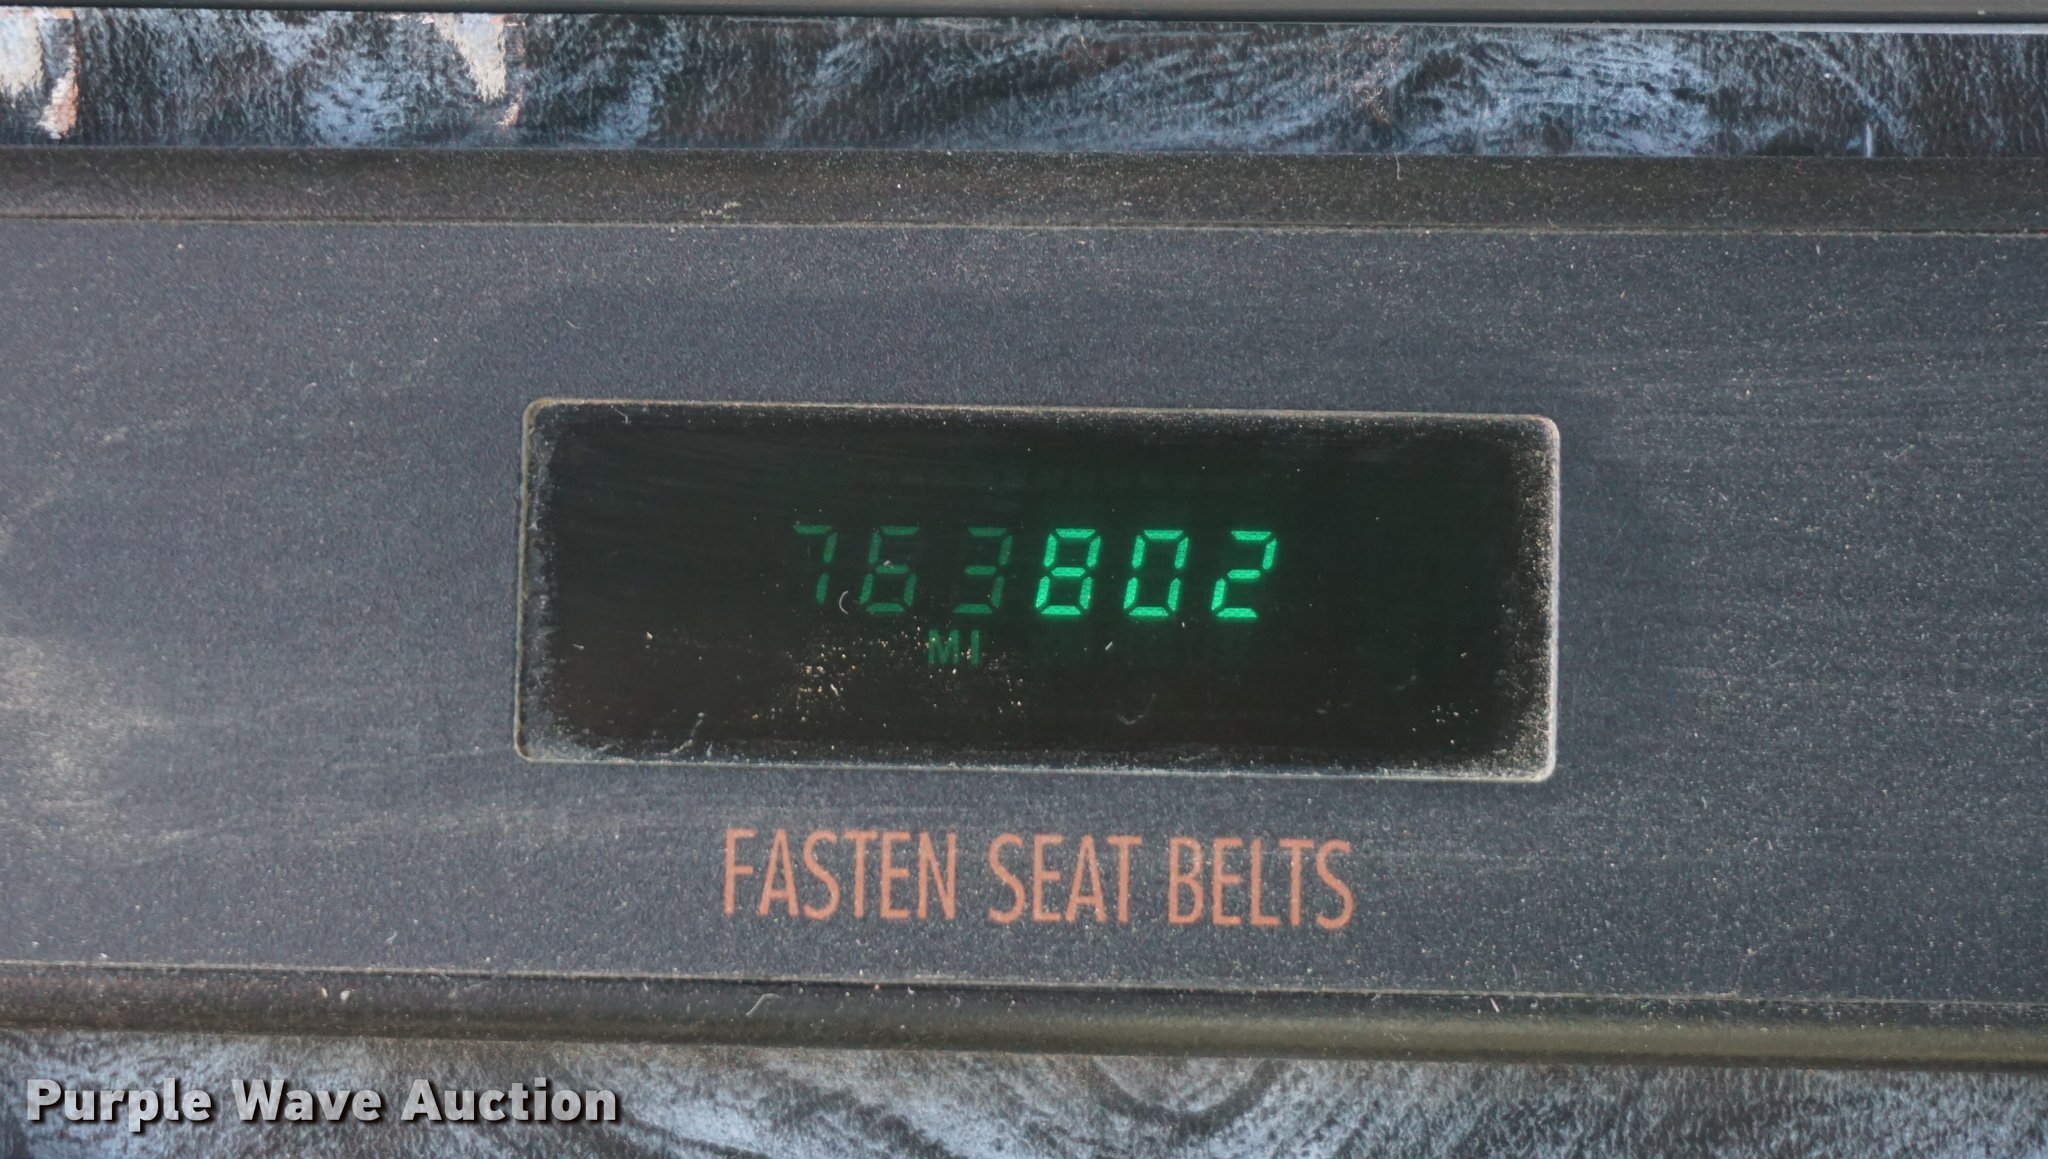 763802
MI
FASTEN SEAT BELTS
Purple Wave Auction